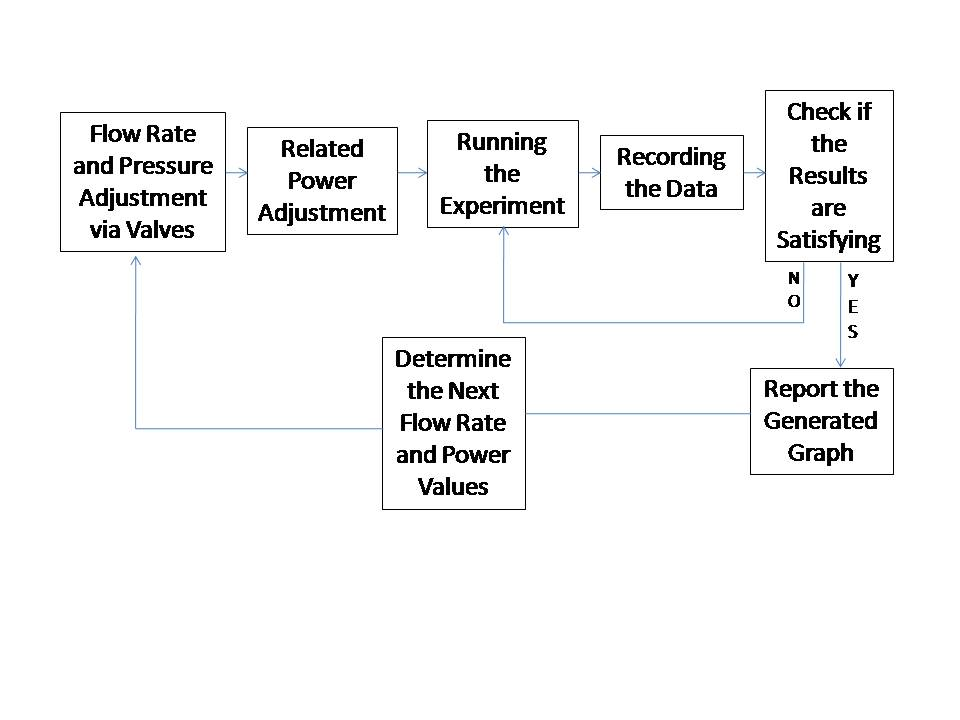 Flow Rate
and Pressure
Adjustment
via Valves
Related
Power
Adjustment
Running
the
Experiment
Recording
the Data
Check if
the
Results
are
Satisfying
N
O
Y
E
S
Report the
Generated
Graph
Determine
the Next
Flow Rate
and Power
Values